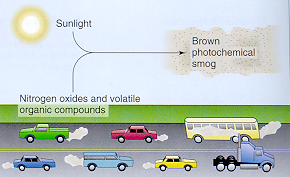 Sunlight
Brown
photochemical
smog
Nitrogen oxides and volatile
organic compounds